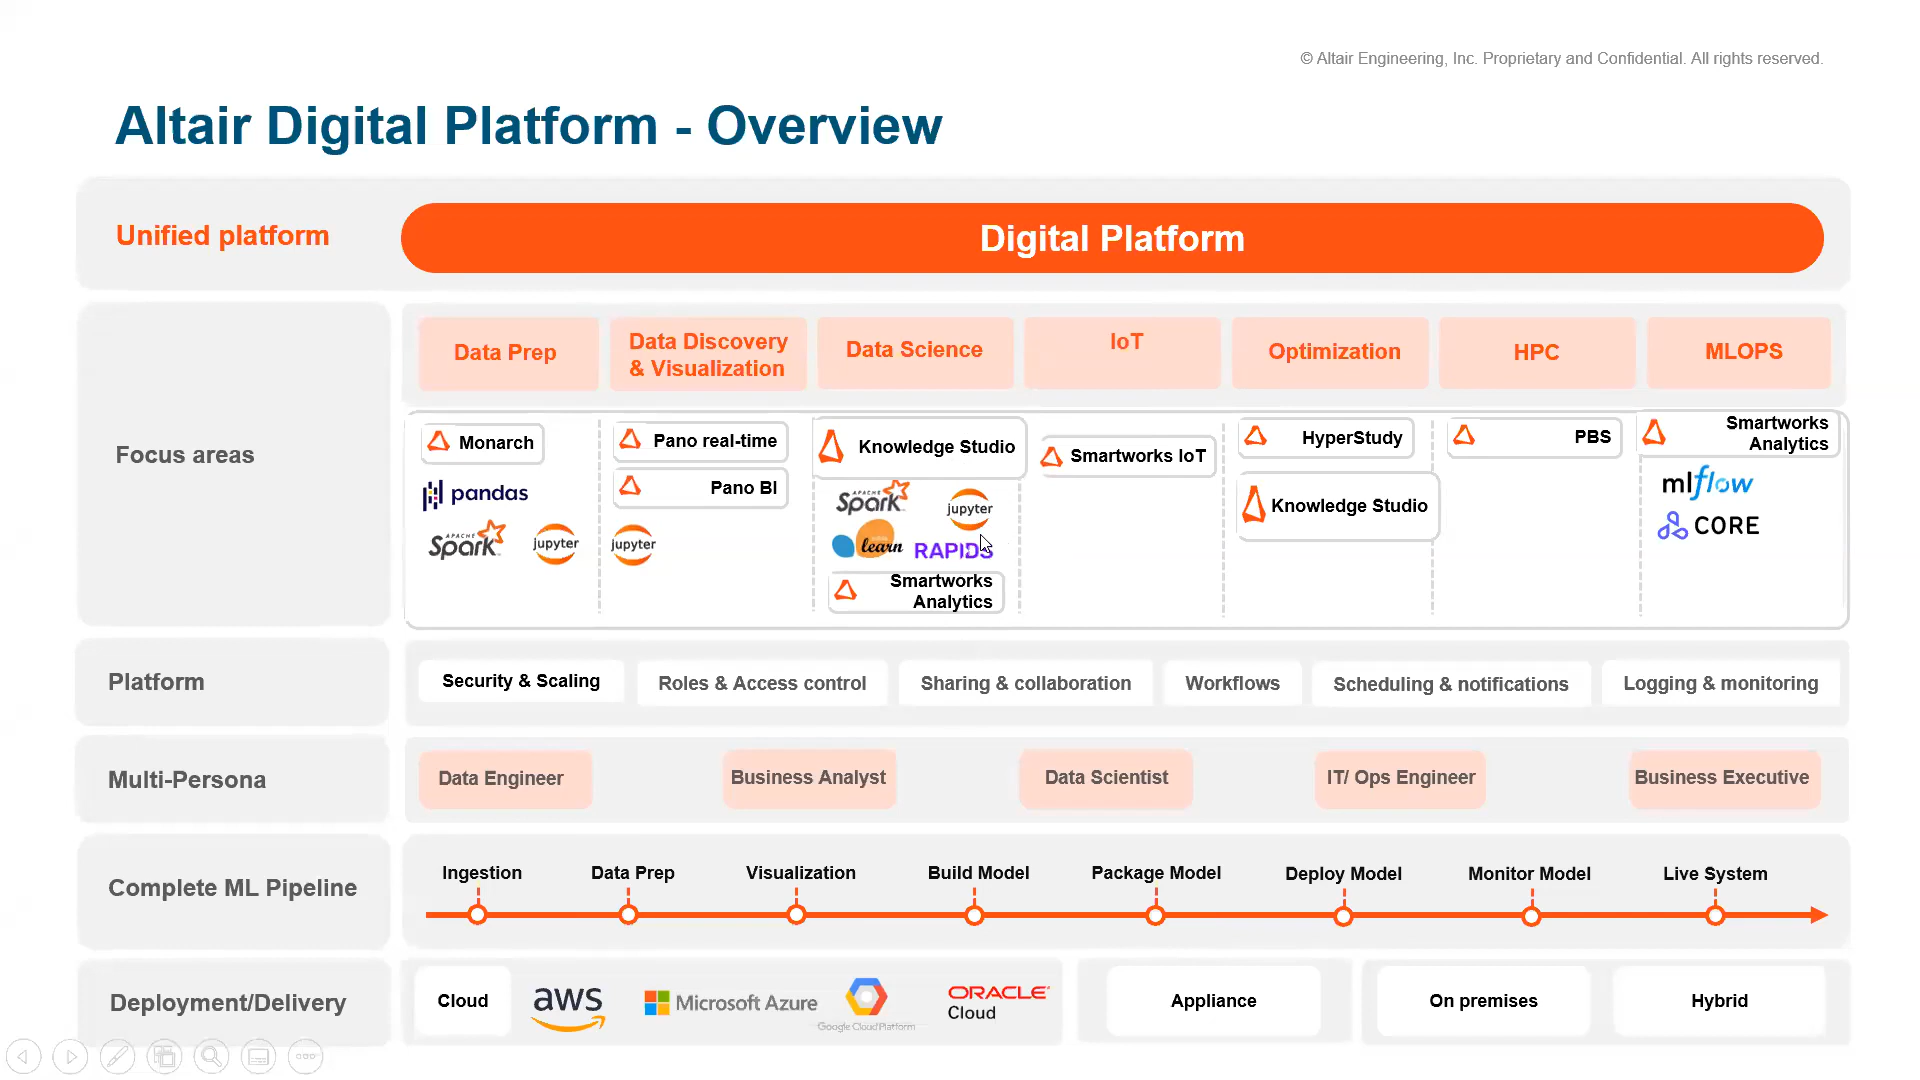 © Altair Engineering, Inc. Proprietary and Confidential. All rights reserved.
Altair Digital Platform - Overview
Unified platform
Digital Platform
Focus areas
Data Prep
Data Discovery
& Visualization
Data Science
IoT
Optimization
HPC
MLOPS
Monarch
pandas
APACHE
Spark
jupyter
Pano real-time
Pano BI
jupyter
Knowledge Studio
APACHE
Spark
jupyter
learn
RAPIDS
Smartworks
Analytics
Smartworks IoT
HyperStudy
Knowledge Studio
PBS
Smartworks
Analytics
mlflow
CORE
Platform
Security & Scaling
Roles & Access control
Sharing & collaboration
Workflows
Scheduling & notifications
Logging & monitoring
Multi-Persona
Data Engineer
Business Analyst
Data Scientist
IT/ Ops Engineer
Business Executive
Complete ML Pipeline
Ingestion
Data Prep
Visualization
Build Model
Package Model
Deploy Model
Monitor Model
Live System
Deployment/Delivery
Cloud
aws
Microsoft Azure
Google Cloud Platform
ORACLE
Cloud
Appliance
On premises
Hybrid